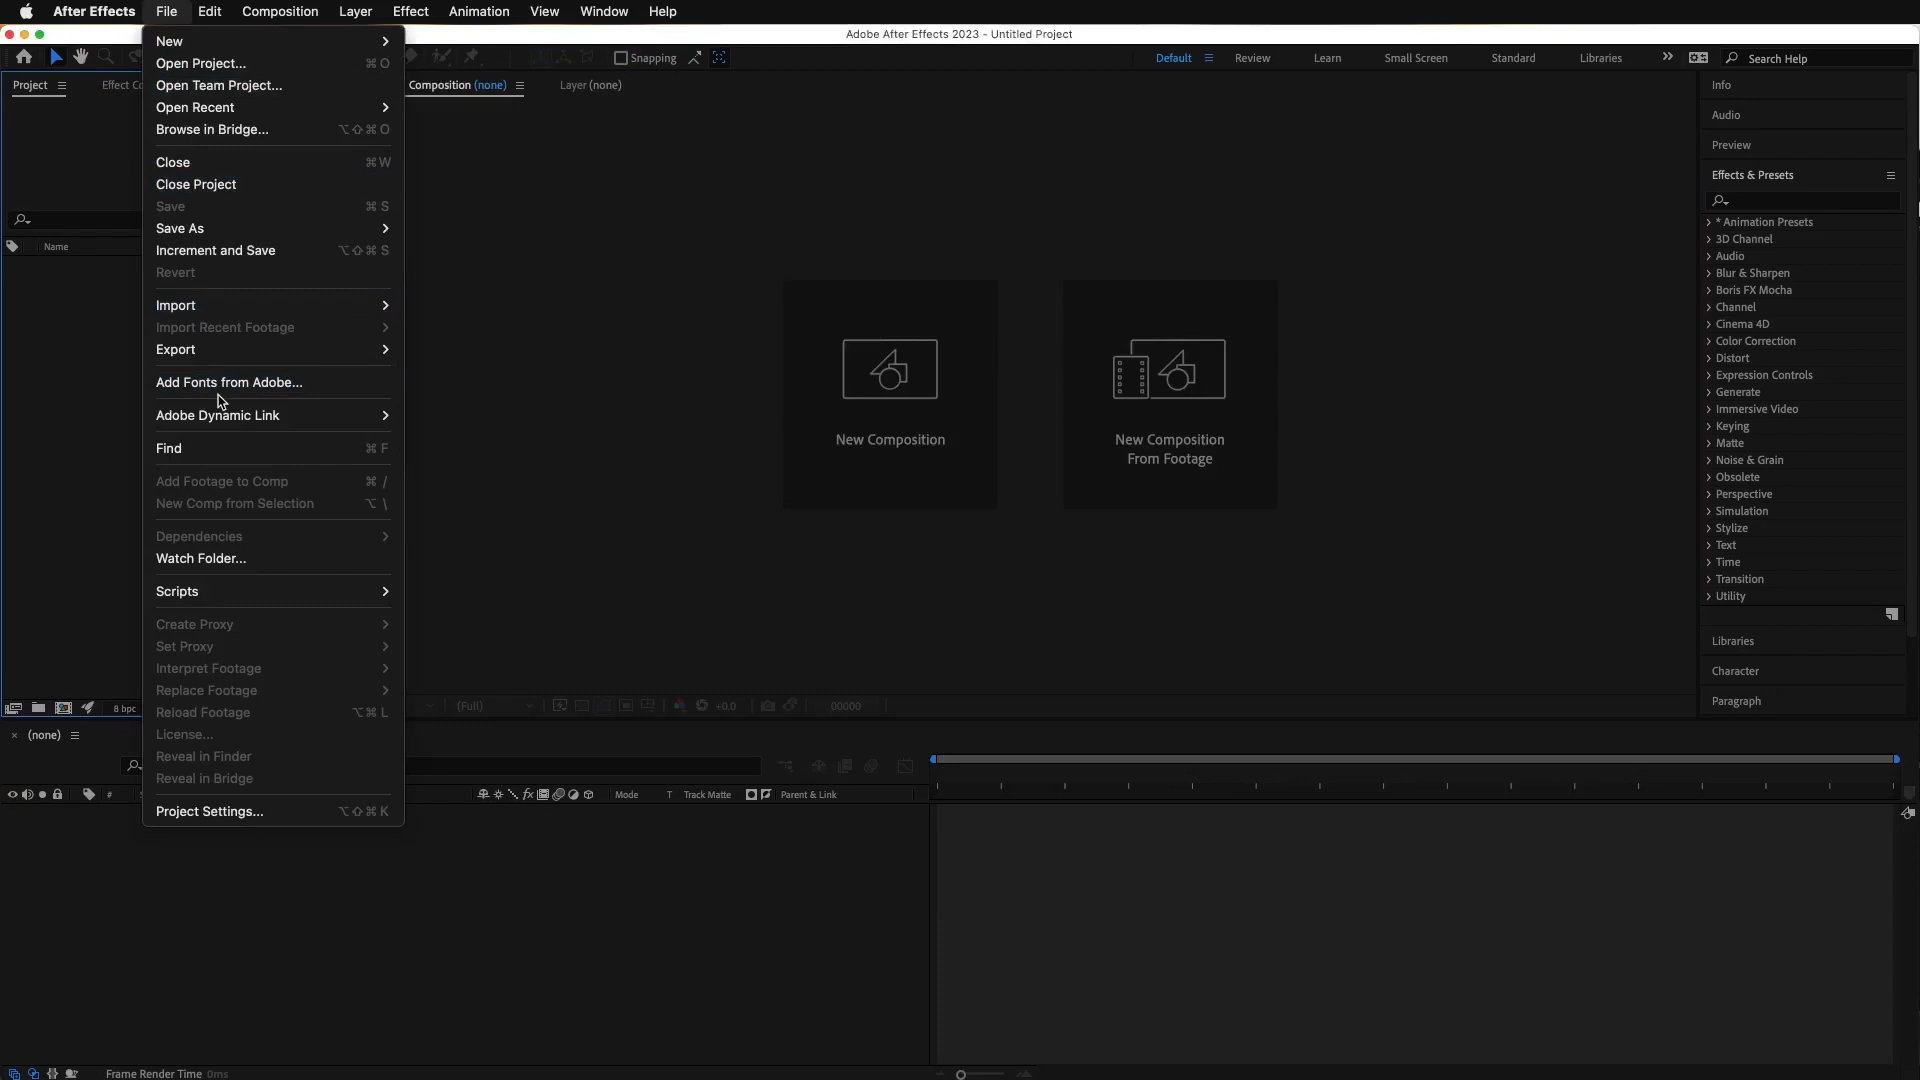 After Effects File Edit Composition Layer Effect Animation View Window Help
Adobe After Effects 2023 - Untitled Project
Snapping Default Review Learn Small Screen Standard Libraries Search Help
Project Effect Co Composition (none) Layer (none)
Name
New
Open Project... ⌘ O
Open Team Project...
Open Recent
Browse in Bridge... ⌥⇧⌘ O
Close ⌘ W
Close Project
Save ⌘ S
Save As
Increment and Save ⌥⇧⌘ S
Revert
Import
Import Recent Footage
Export
Add Fonts from Adobe...
Adobe Dynamic Link
Find ⌘ F
Add Footage to Comp ⌘ /
New Comp from Selection ⌥ \
Dependencies
Watch Folder...
Scripts
Create Proxy
Set Proxy
Interpret Footage
Replace Footage
Reload Footage ⌥⌘ L
License...
Reveal in Finder
Reveal in Bridge
Project Settings... ⌥⇧⌘ K
New Composition
New Composition
From Footage
Info
Audio
Preview
Effects & Presets
* Animation Presets
3D Channel
Audio
Blur & Sharpen
Boris FX Mocha
Channel
Cinema 4D
Color Correction
Distort
Expression Controls
Generate
Immersive Video
Keying
Matte
Noise & Grain
Obsolete
Perspective
Simulation
Stylize
Text
Time
Transition
Utility
Libraries
Character
Paragraph
8 bpc (Full) +0.0 00000
(none)
# fx Mode T Track Matte Parent & Link
Frame Render Time 0ms